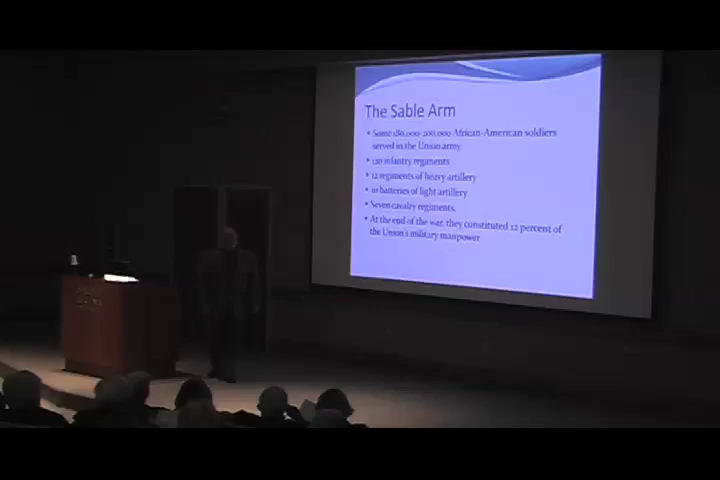 The Sable Arm
• Some 180,000-200,000 African-American soldiers
served in the Union army.
• 120 infantry regiments
• 12 regiments of heavy artillery
• 10 batteries of light artillery
• Seven cavalry regiments.
• At the end of the war, they constituted 12 percent of
the Union's military manpower